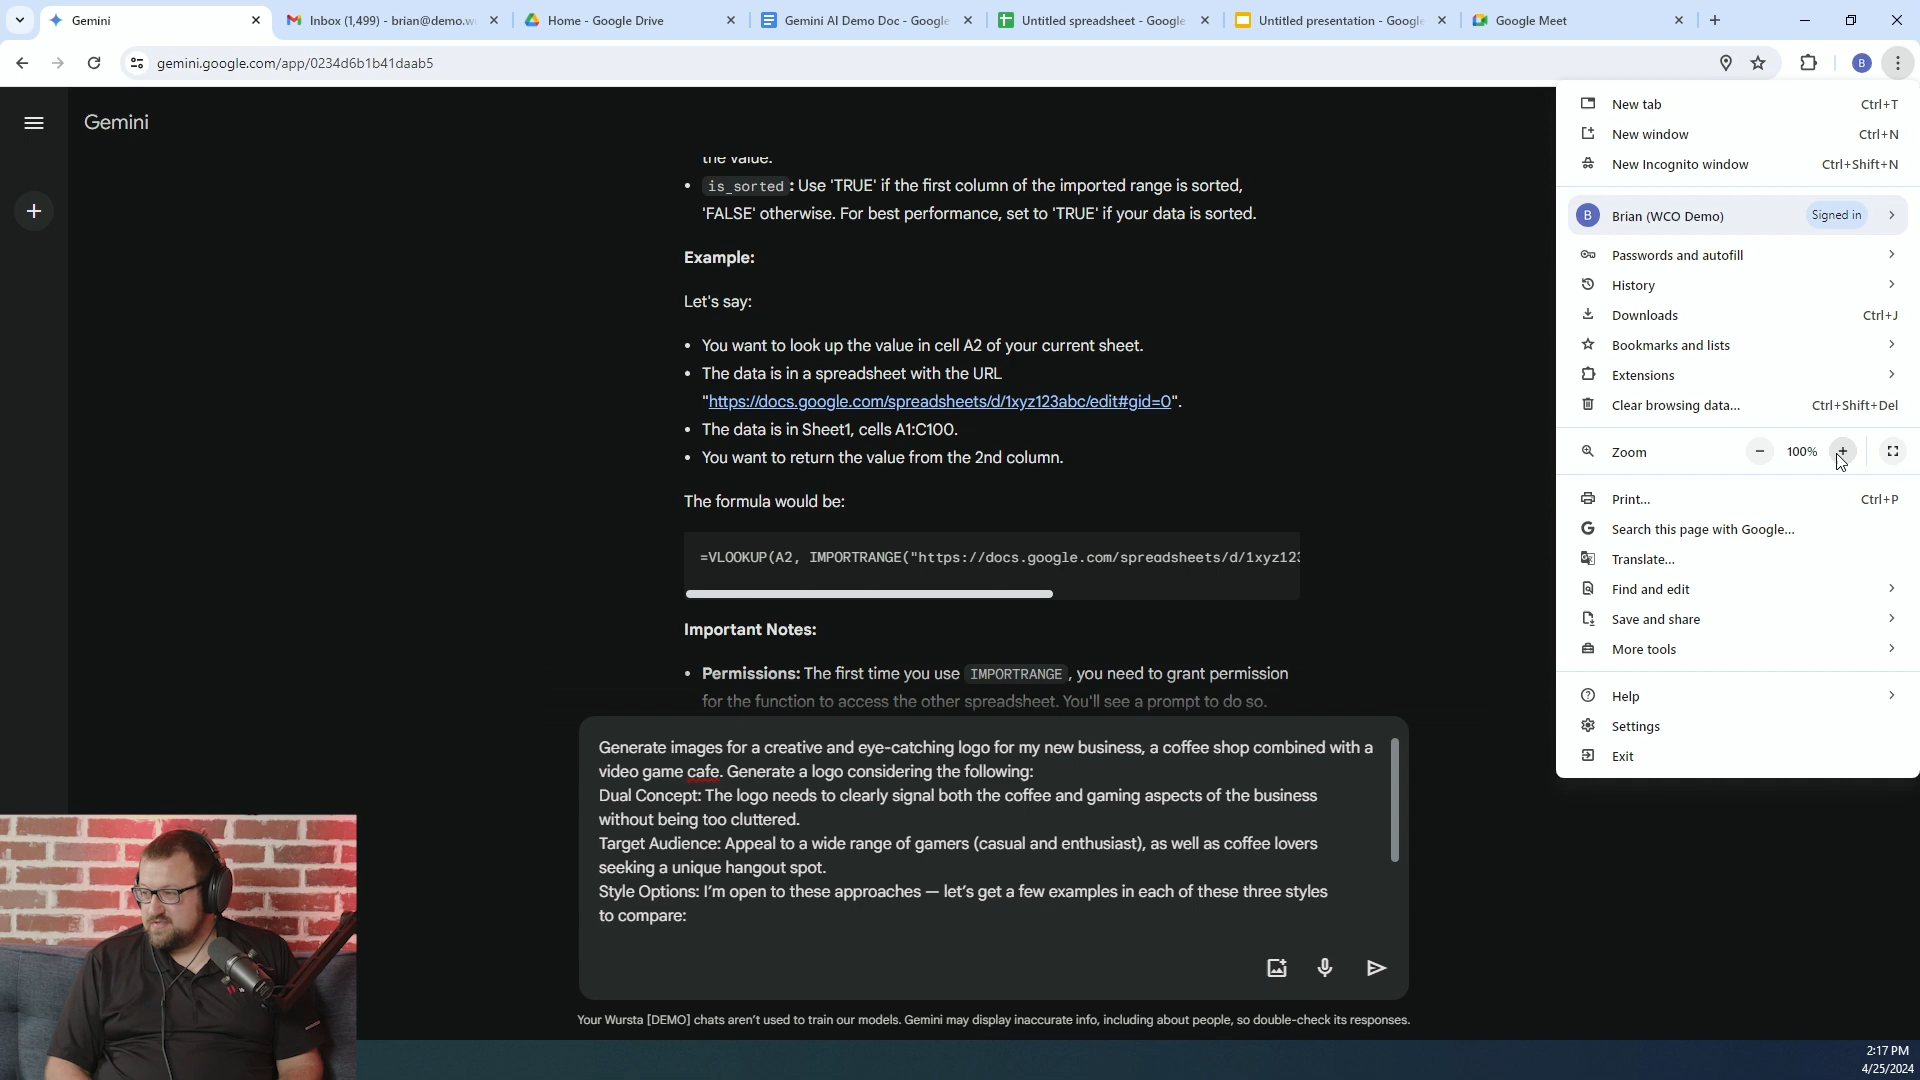 Gemini
Inbox (1,499) - brian@demo.wu
Home - Google Drive
Gemini AI Demo Doc - Google
Untitled spreadsheet - Google
Untitled presentation - Google
Google Meet
gemini.google.com/app/0234d6b1b41daab5
B
Gemini
the value.
is_sorted: Use 'TRUE' if the first column of the imported range is sorted,
'FALSE' otherwise. For best performance, set to 'TRUE' if your data is sorted.
Example:
Let's say:
You want to look up the value in cell A2 of your current sheet.
The data is in a spreadsheet with the URL
"https://docs.google.com/spreadsheets/d/1xyz123abc/edit#gid=0".
The data is in Sheet1, cells A1:C100.
You want to return the value from the 2nd column.
The formula would be:
=VLOOKUP(A2, IMPORTRANGE("https://docs.google.com/spreadsheets/d/1xyz123
Important Notes:
Permissions: The first time you use IMPORTRANGE, you need to grant permission
for the function to access the other spreadsheet. You'll see a prompt to do so.
Generate images for a creative and eye-catching logo for my new business, a coffee shop combined with a
video game cafe. Generate a logo considering the following:
Dual Concept: The logo needs to clearly signal both the coffee and gaming aspects of the business
without being too cluttered.
Target Audience: Appeal to a wide range of gamers (casual and enthusiast), as well as coffee lovers
seeking a unique hangout spot.
Style Options: I'm open to these approaches — let's get a few examples in each of these three styles
to compare:
Your Wursta [DEMO] chats aren't used to train our models. Gemini may display inaccurate info, including about people, so double-check its responses.
New tab Ctrl+T
New window Ctrl+N
New Incognito window Ctrl+Shift+N
B Brian (WCO Demo) Signed in
Passwords and autofill
History
Downloads Ctrl+J
Bookmarks and lists
Extensions
Clear browsing data... Ctrl+Shift+Del
Zoom − 100% +
Print... Ctrl+P
G Search this page with Google...
Translate...
Find and edit
Save and share
More tools
Help
Settings
Exit
2:17 PM
4/25/2024